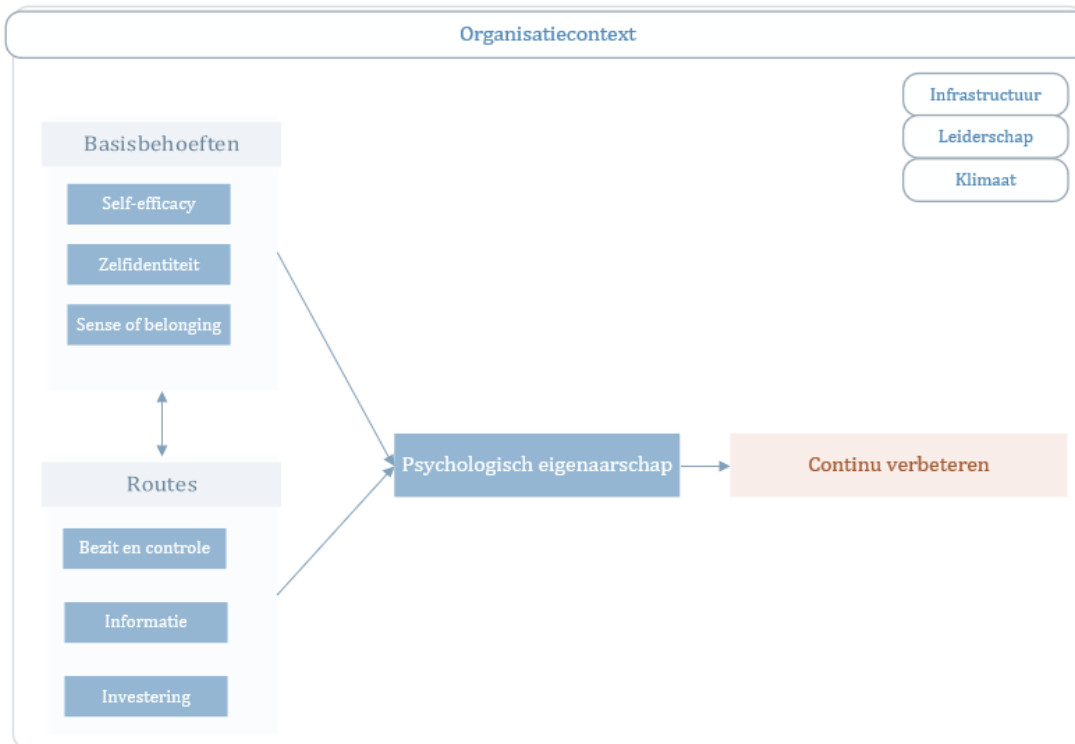 Organisatiecontext
Infrastructuur
Leiderschap
Klimaat
Basisbehoeften
Self-efficacy
Zelfidentiteit
Sense of belonging
Routes
Bezit en controle
Informatie
Investering
Psychologisch eigenaarschap
Continu verbeteren